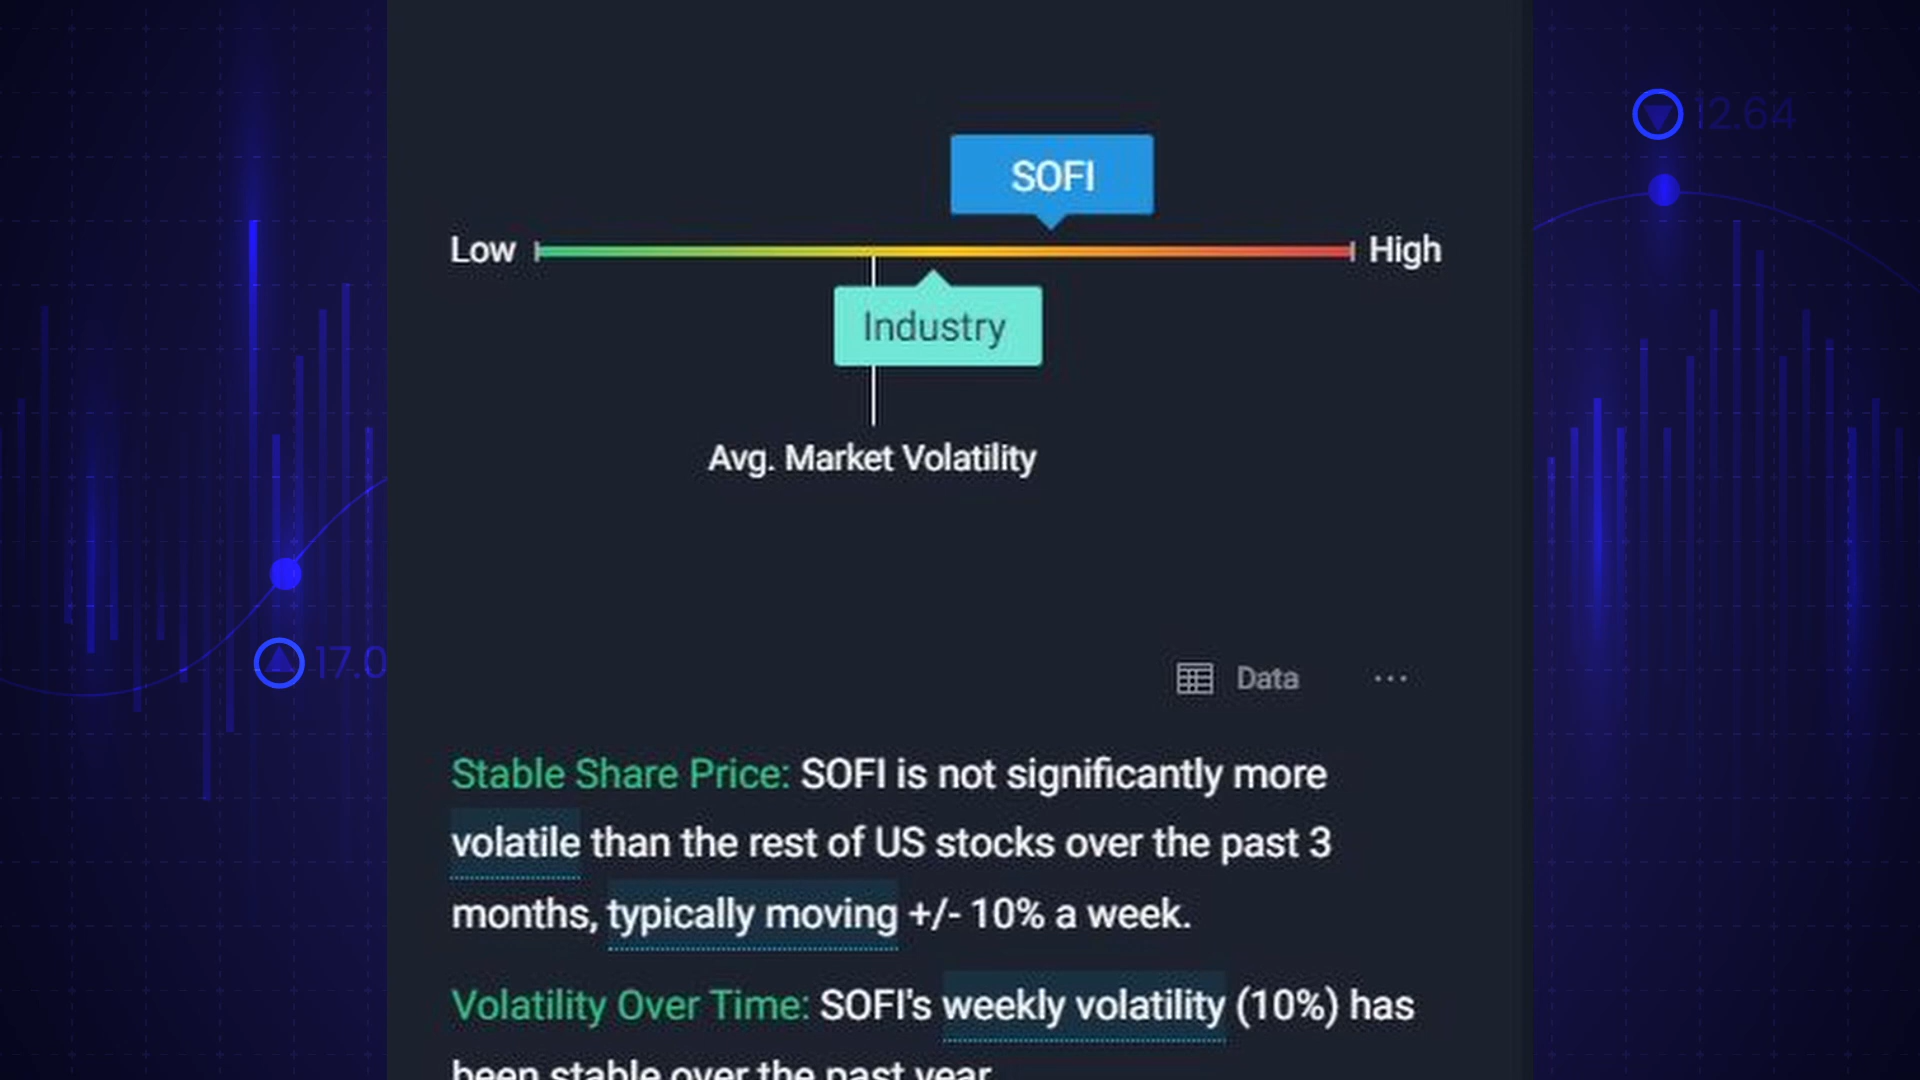 12.64
SOFI
Low
High
Industry
Avg. Market Volatility
17.0
Data
Stable Share Price: SOFI is not significantly more
volatile than the rest of US stocks over the past 3
months, typically moving +/- 10% a week.
Volatility Over Time: SOFI's weekly volatility (10%) has
been stable over the past year